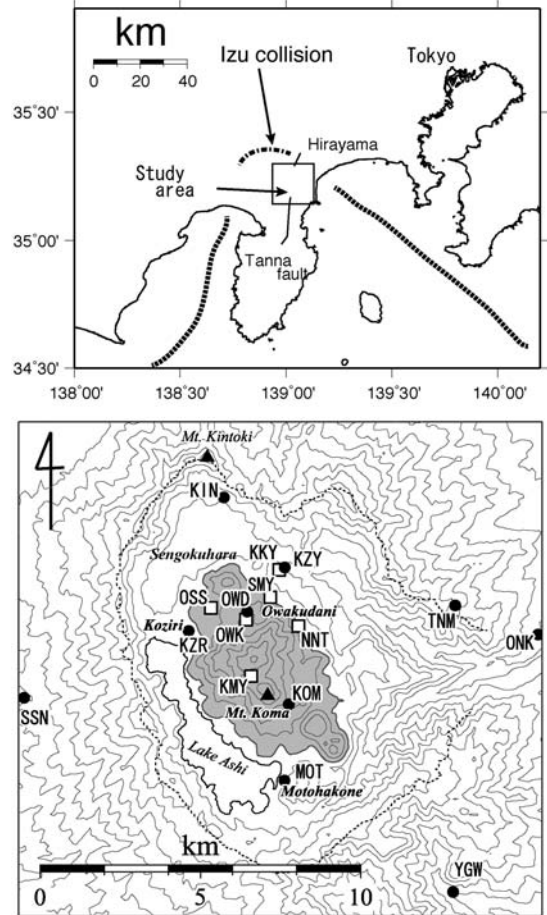 km
0 20 40
Izu collision
Tokyo
35°30'
Hirayama
Study
area
35°00'
Tanna
fault
34°30'
138°00' 138°30' 139°00' 139°30' 140°00'
4
Mt. Kintoki
KIN
Sengokuhara
KKY KZY
SMY
OSS OWD
Owakudani
TNM
Koziri
OWK
NNT
ONK
KZR
KMY
KOM
SSN
Mt. Koma
Lake Ashi
MOT
Motohakone
km
YGW
0 5 10